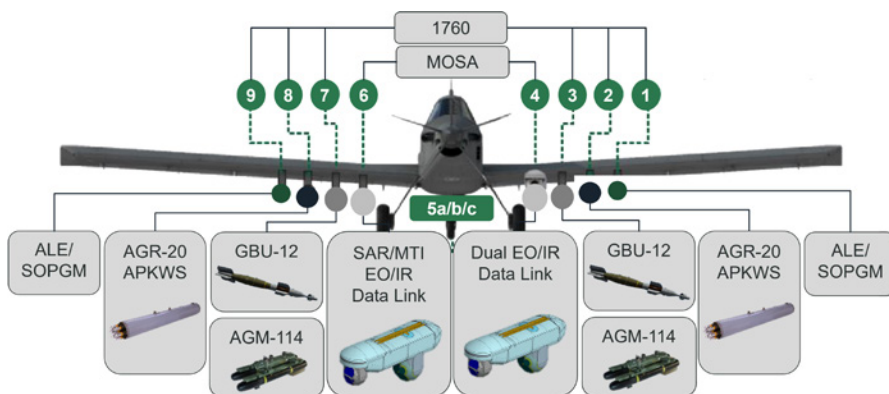 1760
MOSA
9
8
7
6
4
3
2
1
5a/b/c
ALE/
SOPGM
AGR-20
APKWS
GBU-12
AGM-114
SAR/MTI
EO/IR
Data Link
Dual EO/IR
Data Link
GBU-12
AGM-114
AGR-20
APKWS
ALE/
SOPGM